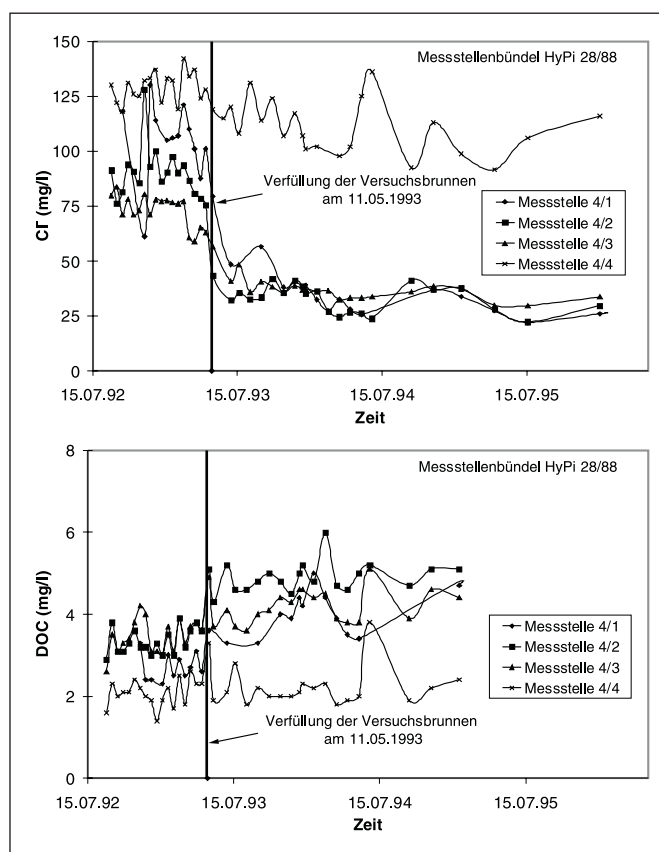 150
Messstellenbündel HyPi 28/88
125
100
Verfüllung der Versuchsbrunnen
am 11.05.1993
Cl⁻ (mg/l)
75
Messstelle 4/1
Messstelle 4/2
Messstelle 4/3
Messstelle 4/4
50
25
0
15.07.92
15.07.93
15.07.94
15.07.95
Zeit
8
Messstellenbündel HyPi 28/88
6
DOC (mg/l)
4
Messstelle 4/1
Messstelle 4/2
Messstelle 4/3
Messstelle 4/4
2
Verfüllung der Versuchsbrunnen
am 11.05.1993
0
15.07.92
15.07.93
15.07.94
15.07.95
Zeit